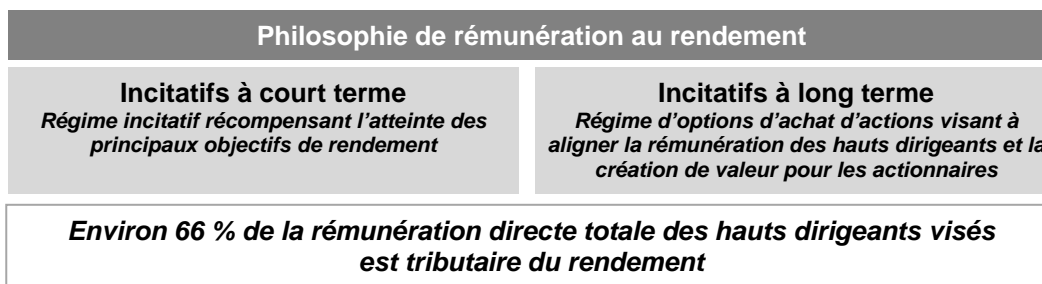 Philosophie de rémunération au rendement
Incitatifs à court terme
Régime incitatif récompensant l'atteinte des
principaux objectifs de rendement
Incitatifs à long terme
Régime d'options d'achat d'actions visant à
aligner la rémunération des hauts dirigeants et la
création de valeur pour les actionnaires
Environ 66 % de la rémunération directe totale des hauts dirigeants visés
est tributaire du rendement